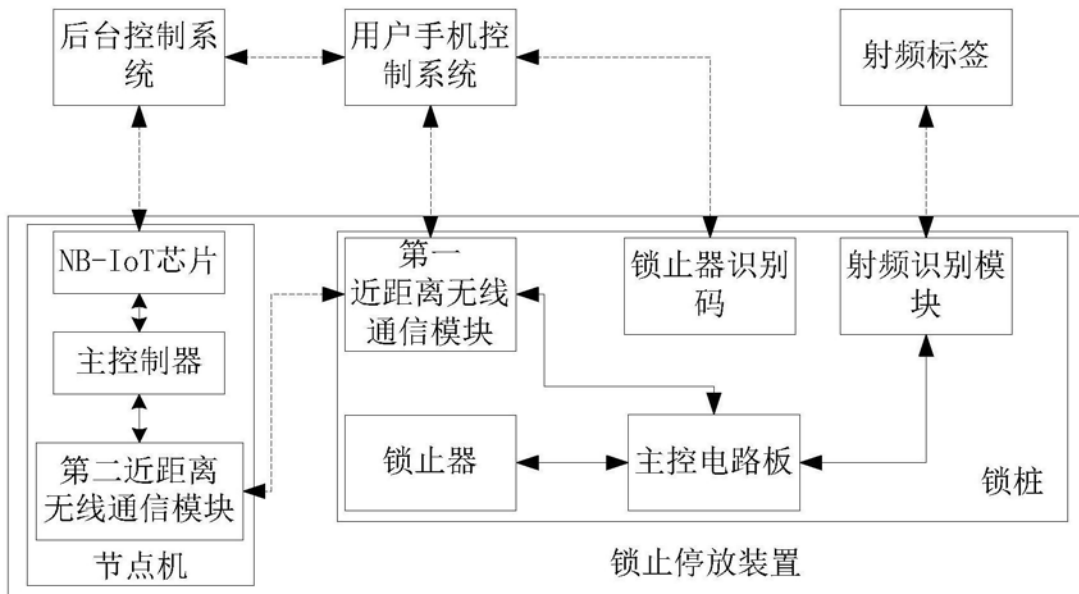 后台控制系
统
用户手机控
制系统
射频标签
NB-IoT芯片
主控制器
第二近距离
无线通信模块
节点机
第一
近距离无线
通信模块
锁止器识别
码
射频识别模
块
锁止器
主控电路板
锁桩
锁止停放装置